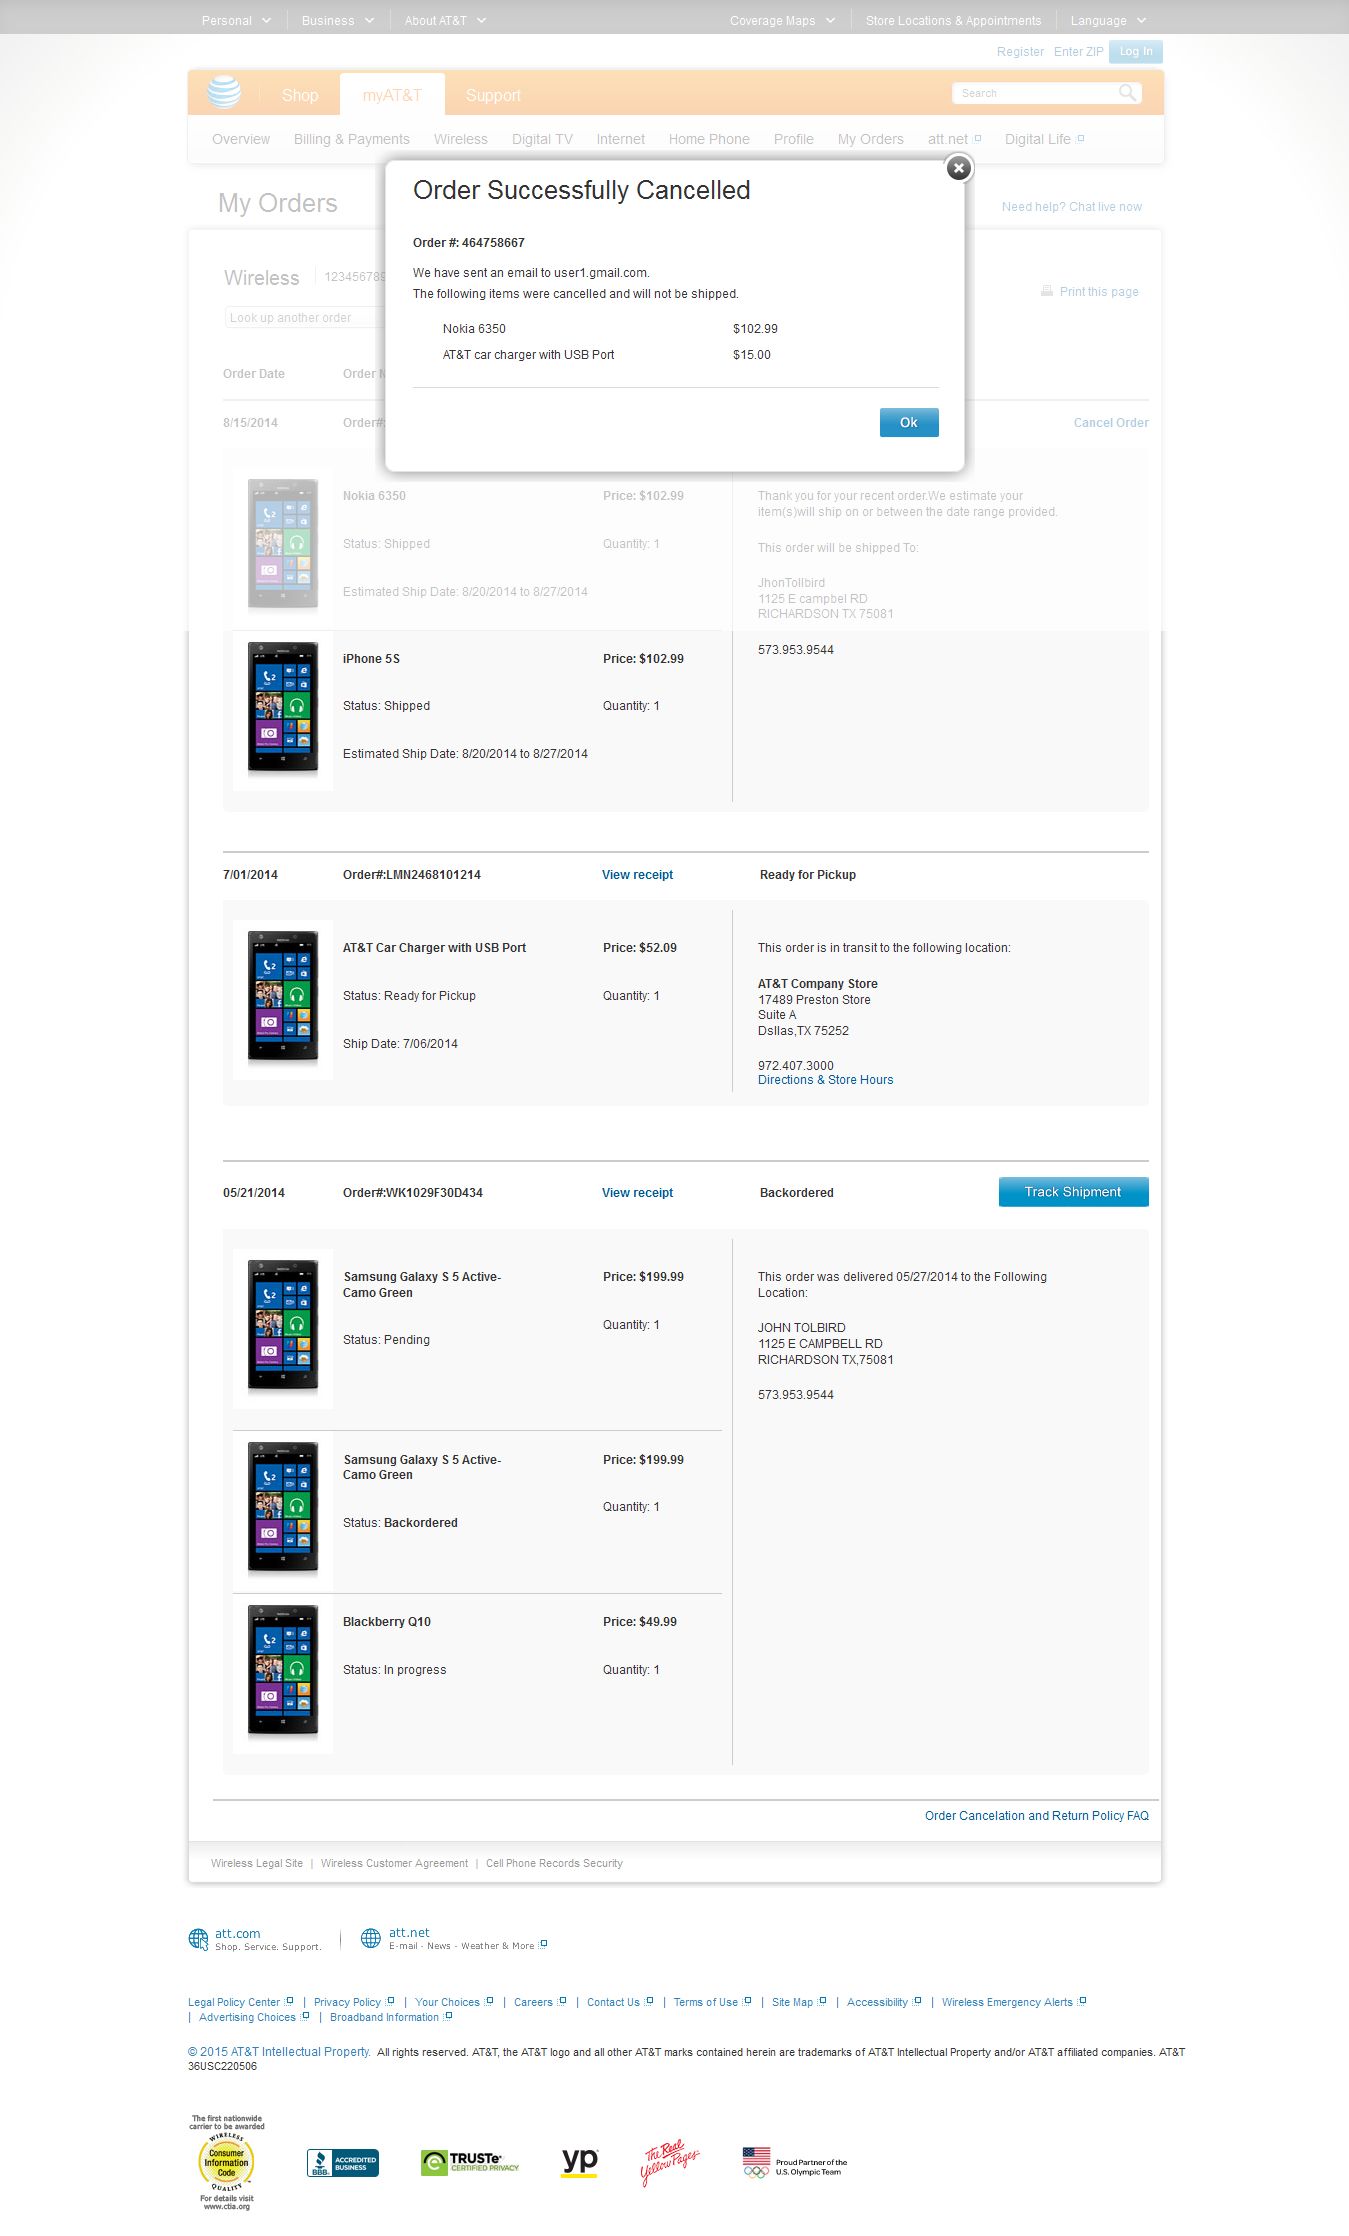 Personal Business About AT&T Coverage Maps Store Locations & Appointments Language
Register Enter ZIP Log In
Shop myAT&T Support Search
Overview Billing & Payments Wireless Digital TV Internet Home Phone Profile My Orders att.net Digital Life
My Orders
Need help? Chat live now
Order Successfully Cancelled
Order #: 464758667
We have sent an email to user1.gmail.com.
The following items were cancelled and will not be shipped.
Nokia 6350 $102.99
AT&T car charger with USB Port $15.00
Ok
Wireless 123456789
Print this page
Look up another order
Order Date Order N
8/15/2014 Order#: Cancel Order
Nokia 6350 Price: $102.99
Status: Shipped Quantity: 1
Estimated Ship Date: 8/20/2014 to 8/27/2014
Thank you for your recent order.We estimate your
item(s)will ship on or between the date range provided.
This order will be shipped To:
JhonTollbird
1125 E campbel RD
RICHARDSON TX 75081
573.953.9544
iPhone 5S Price: $102.99
Status: Shipped Quantity: 1
Estimated Ship Date: 8/20/2014 to 8/27/2014
7/01/2014 Order#:LMN2468101214 View receipt Ready for Pickup
AT&T Car Charger with USB Port Price: $52.09
Status: Ready for Pickup Quantity: 1
Ship Date: 7/06/2014
This order is in transit to the following location:
AT&T Company Store
17489 Preston Store
Suite A
Dsllas,TX 75252
972.407.3000
Directions & Store Hours
05/21/2014 Order#:WK1029F30D434 View receipt Backordered Track Shipment
Samsung Galaxy S 5 Active- Price: $199.99
Camo Green
Quantity: 1
Status: Pending
This order was delivered 05/27/2014 to the Following
Location:
JOHN TOLBIRD
1125 E CAMPBELL RD
RICHARDSON TX,75081
573.953.9544
Samsung Galaxy S 5 Active- Price: $199.99
Camo Green
Quantity: 1
Status: Backordered
Blackberry Q10 Price: $49.99
Status: In progress Quantity: 1
Order Cancelation and Return Policy FAQ
Wireless Legal Site | Wireless Customer Agreement | Cell Phone Records Security
att.com att.net
Shop. Service. Support. E-mail - News - Weather & More
Legal Policy Center | Privacy Policy | Your Choices | Careers | Contact Us | Terms of Use | Site Map | Accessibility | Wireless Emergency Alerts
| Advertising Choices | Broadband Information
© 2015 AT&T Intellectual Property. All rights reserved. AT&T, the AT&T logo and all other AT&T marks contained herein are trademarks of AT&T Intellectual Property and/or AT&T affiliated companies. AT&T
36USC220506
The first nationwide
carrier to be awarded
WIRELESS
Consumer
Information
Code
QUALITY
For details visit
www.ctia.org
BBB. ACCREDITED
BUSINESS
TRUSTe
CERTIFIED PRIVACY
yp
The Real
Yellow Pages
Proud Partner of the
U.S. Olympic Team